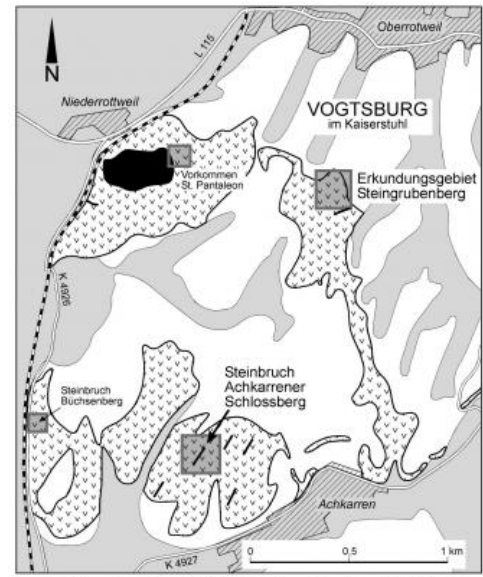 Oberrotweil
L 115
N
Niederrottweil
VOGTSBURG
im Kaiserstuhl
Vorkommen
St. Pantaleon
Erkundungsgebiet
Steingrubenberg
K 4926
Steinbruch
Achkarrener
Schlossberg
Steinbruch
Büchsenberg
Achkarren
K 4927
0
0,5
1 km